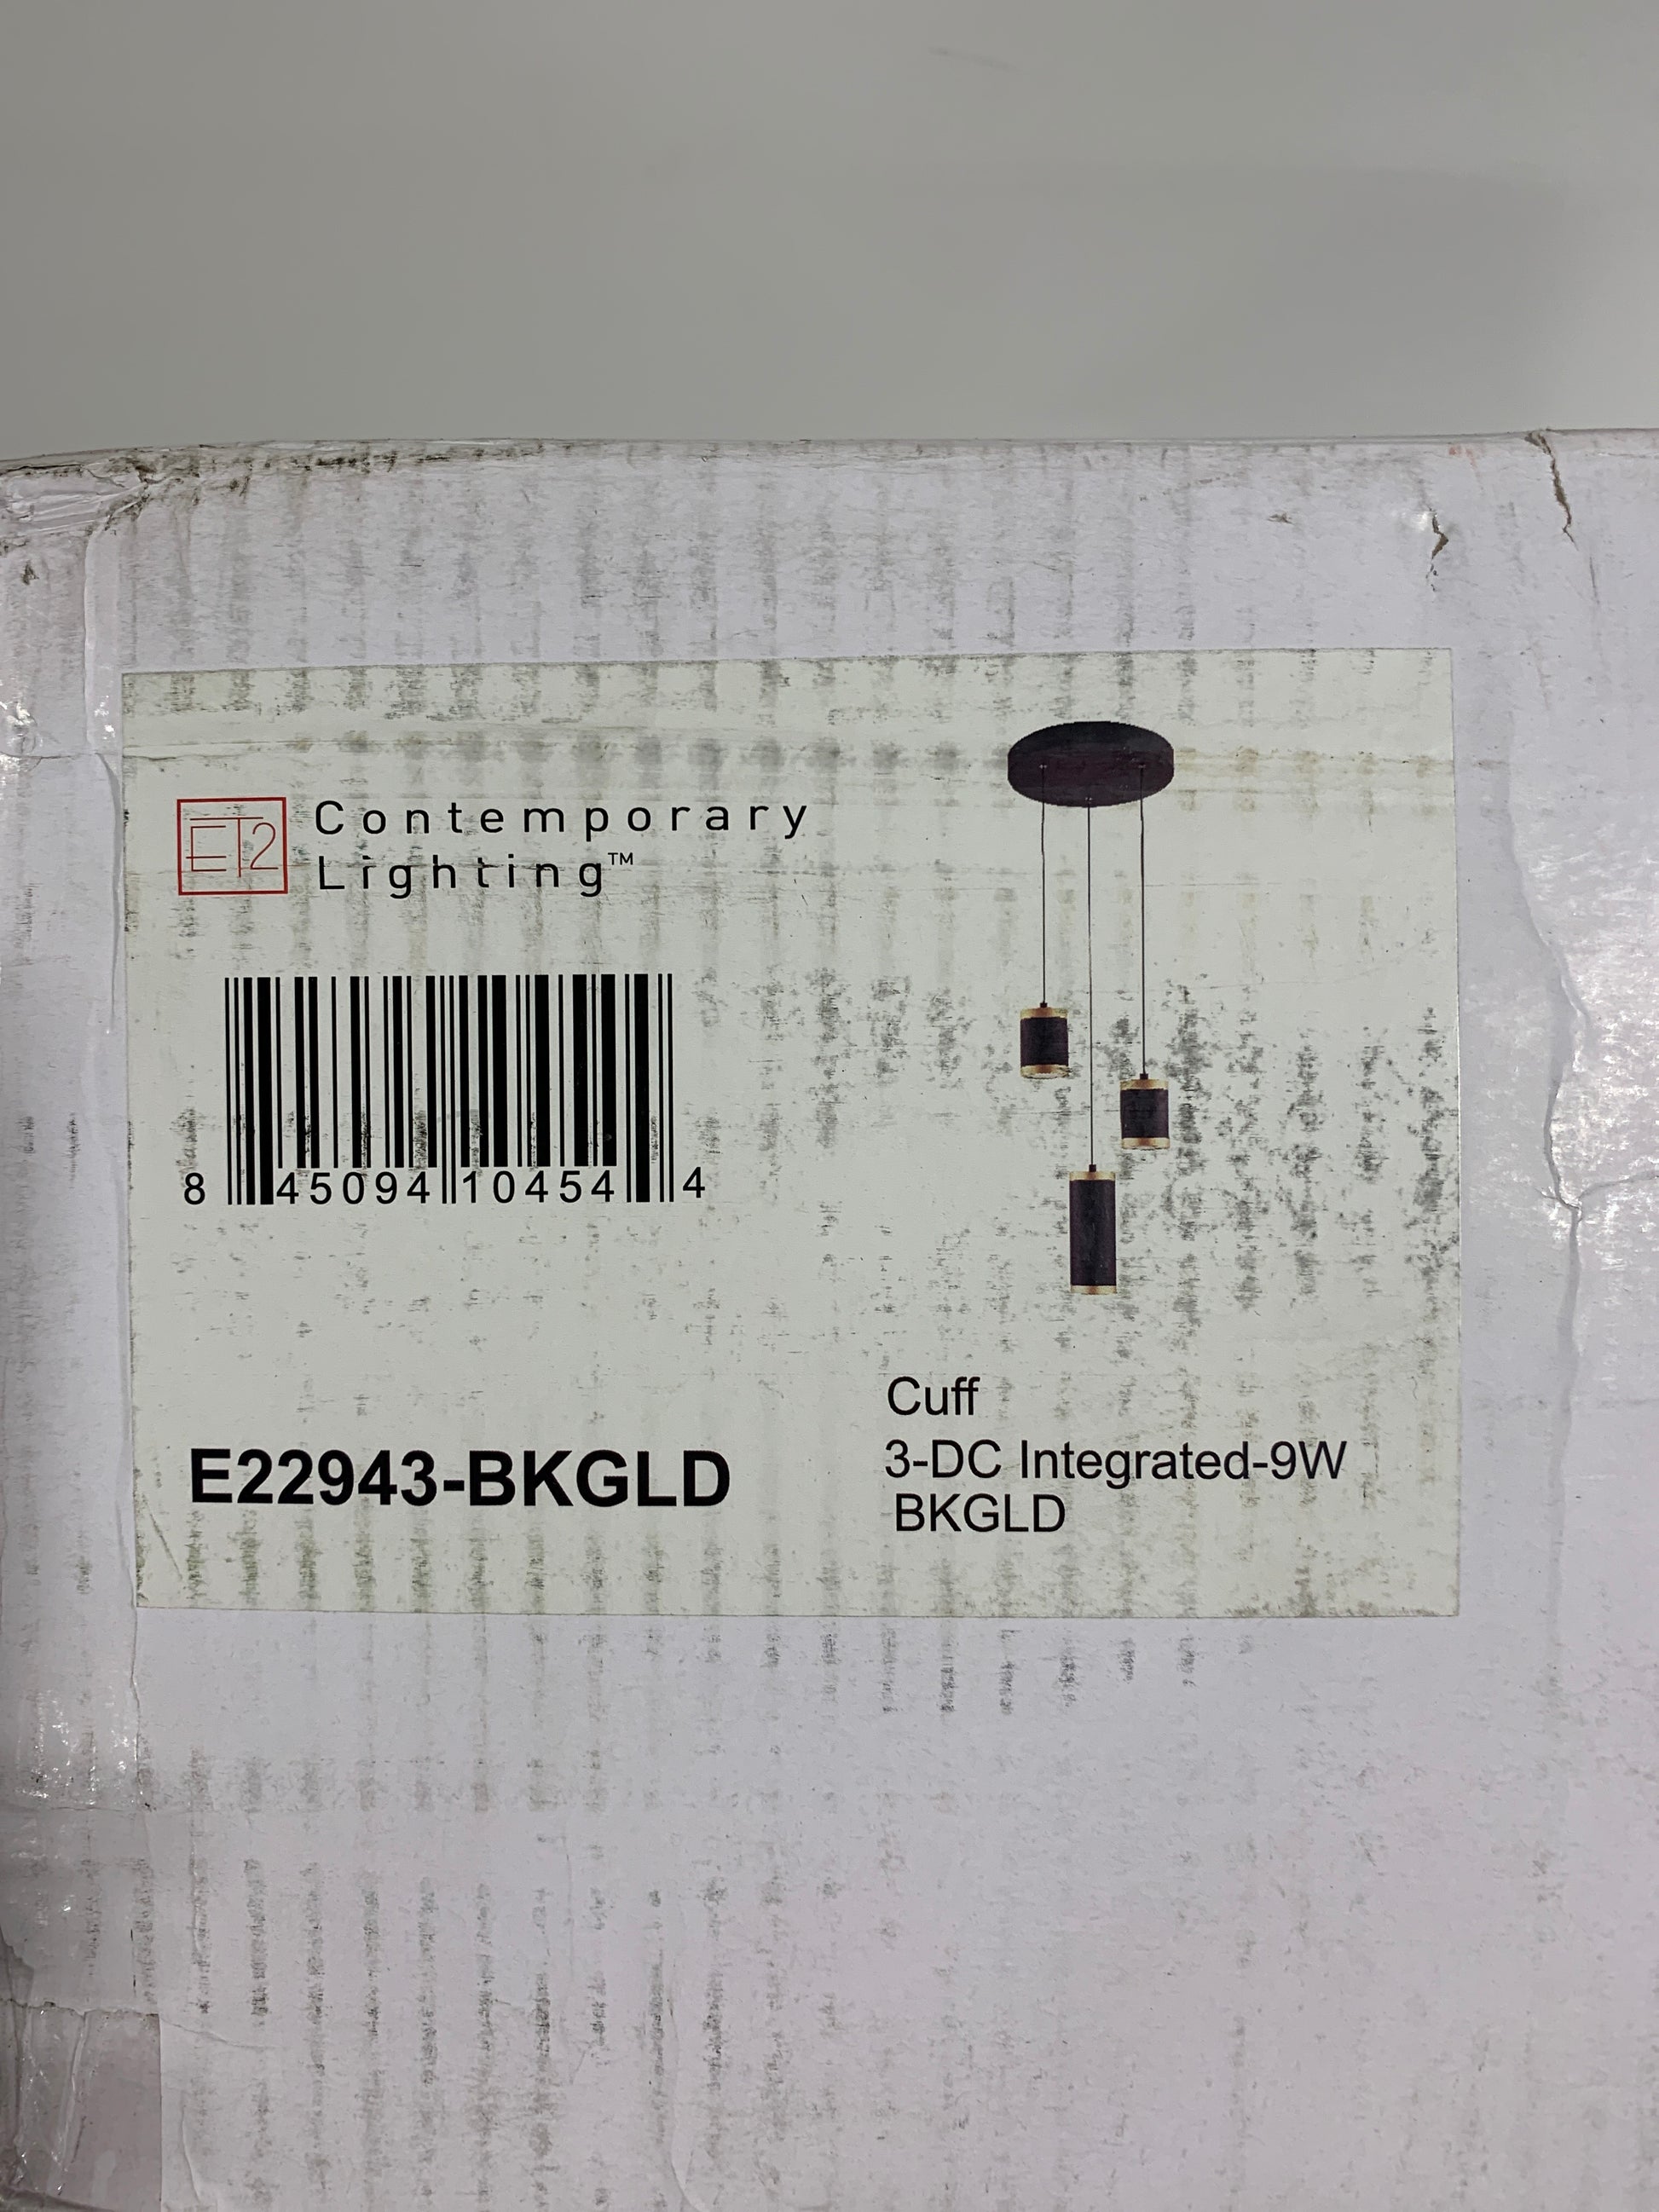 ET2
Contemporary
Lighting™
8 45094 10454 4
E22943-BKGLD
Cuff
3-DC Integrated-9W
BKGLD